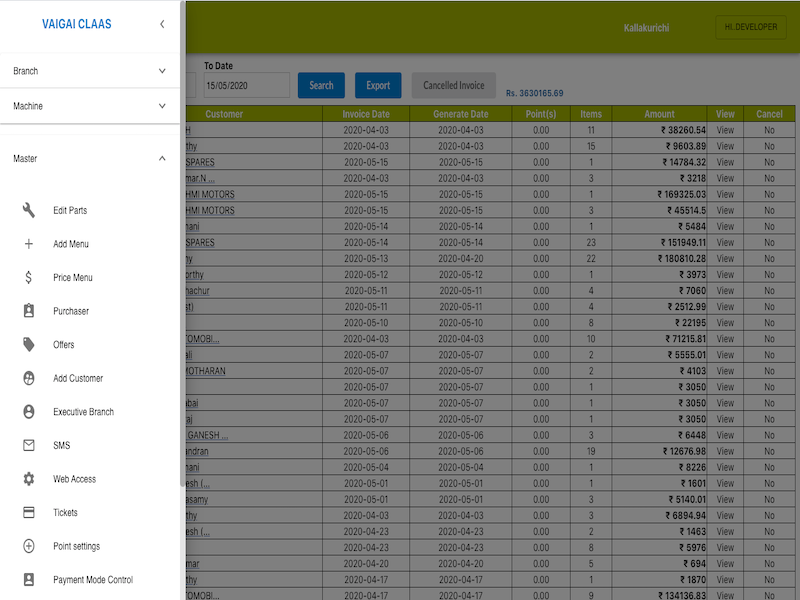 VAIGAI CLAAS
Kallakurichi
HI..DEVELOPER
Branch
Machine
Master
Edit Parts
Add Menu
Price Menu
Purchaser
Offers
Add Customer
Executive Branch
SMS
Web Access
Tickets
Point settings
Payment Mode Control
To Date
15/05/2020 Search Export Cancelled Invoice Rs. 3630165.69
Customer Invoice Date Generate Date Point(s) Items Amount View Cancel
H 2020-04-03 2020-04-03 0.00 11 ₹ 38260.54 View No
thy 2020-04-03 2020-04-03 0.00 15 ₹ 9603.89 View No
SPARES 2020-05-15 2020-05-15 0.00 1 ₹ 14784.32 View No
mar.N ... 2020-04-03 2020-04-03 0.00 3 ₹ 3218 View No
HMI MOTORS 2020-05-15 2020-05-15 0.00 1 ₹ 169325.03 View No
HMI MOTORS 2020-05-15 2020-05-15 0.00 3 ₹ 45514.5 View No
mani 2020-05-14 2020-05-14 0.00 1 ₹ 5484 View No
SPARES 2020-05-14 2020-05-14 0.00 23 ₹ 151949.11 View No
hy 2020-05-13 2020-04-20 0.00 22 ₹ 180810.28 View No
orthy 2020-05-12 2020-05-12 0.00 1 ₹ 3973 View No
hachur 2020-05-11 2020-05-11 0.00 4 ₹ 7060 View No
st) 2020-05-11 2020-05-11 0.00 4 ₹ 2512.99 View No
2020-05-10 2020-05-10 0.00 8 ₹ 22195 View No
TOMOBI... 2020-04-03 2020-04-03 0.00 10 ₹ 71215.81 View No
ali 2020-05-07 2020-05-07 0.00 2 ₹ 5555.01 View No
MOTHARAN 2020-05-07 2020-05-07 0.00 2 ₹ 4103 View No
2020-05-07 2020-05-07 0.00 1 ₹ 3050 View No
abai 2020-05-07 2020-05-07 0.00 1 ₹ 3050 View No
raj 2020-05-07 2020-05-07 0.00 1 ₹ 3050 View No
GANESH ... 2020-05-06 2020-05-06 0.00 3 ₹ 6448 View No
andran 2020-05-06 2020-05-06 0.00 19 ₹ 12676.98 View No
mani 2020-05-04 2020-05-04 0.00 1 ₹ 8226 View No
esh (... 2020-05-01 2020-05-01 0.00 1 ₹ 1601 View No
asamy 2020-05-01 2020-05-01 0.00 3 ₹ 5140.01 View No
thy 2020-04-03 2020-04-03 0.00 3 ₹ 6894.94 View No
esh (... 2020-04-23 2020-04-23 0.00 2 ₹ 1463 View No
2020-04-23 2020-04-23 0.00 8 ₹ 5976 View No
mar 2020-04-20 2020-04-20 0.00 5 ₹ 694 View No
thy 2020-04-17 2020-04-17 0.00 1 ₹ 1870 View No
TOMOBI... 2020-04-17 2020-04-17 0.00 9 ₹ 134136.83 View No